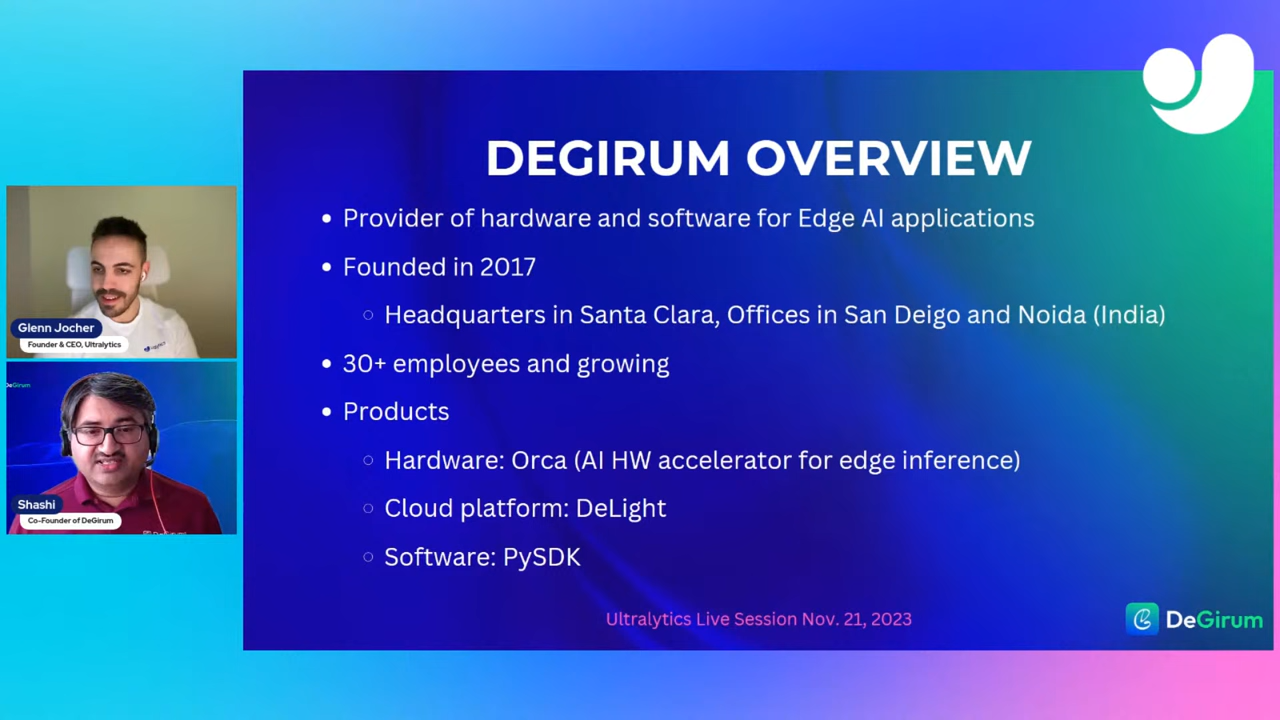 DEGIRUM OVERVIEW
• Provider of hardware and software for Edge AI applications
• Founded in 2017
○ Headquarters in Santa Clara, Offices in San Deigo and Noida (India)
• 30+ employees and growing
• Products
○ Hardware: Orca (AI HW accelerator for edge inference)
○ Cloud platform: DeLight
○ Software: PySDK
Ultralytics Live Session Nov. 21, 2023
DeGirum
Glenn Jocher
Founder & CEO, Ultralytics
DeGirum
Shashi
Co-Founder of DeGirum